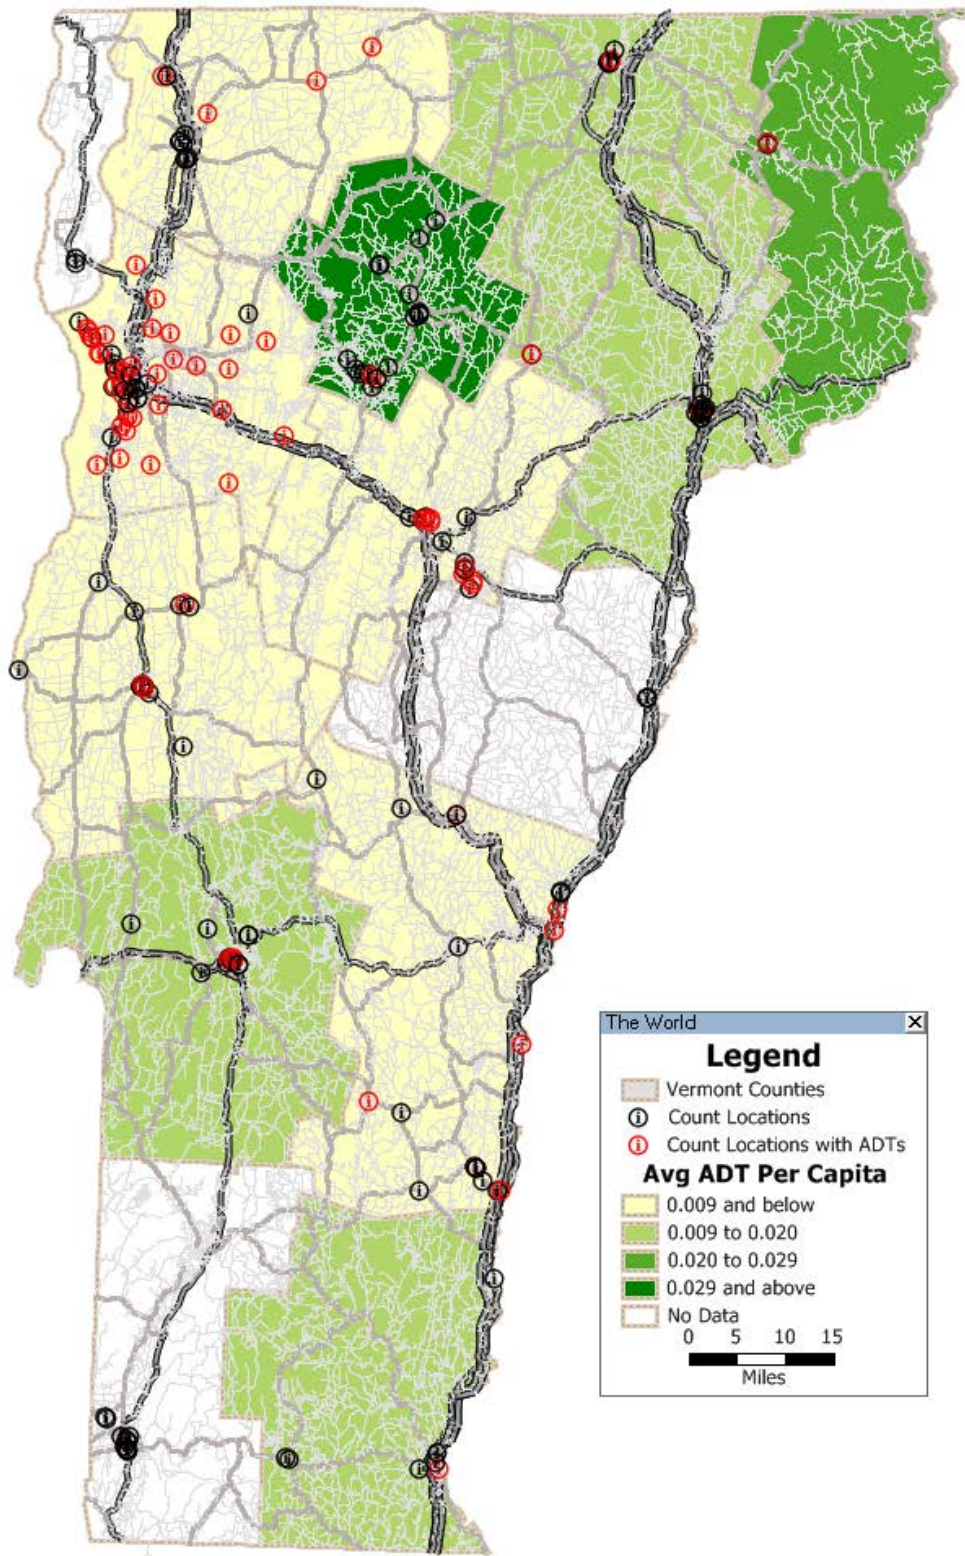 The World
Legend
Vermont Counties
i Count Locations
i Count Locations with ADTs
Avg ADT Per Capita
0.009 and below
0.009 to 0.020
0.020 to 0.029
0.029 and above
No Data
0 5 10 15
Miles